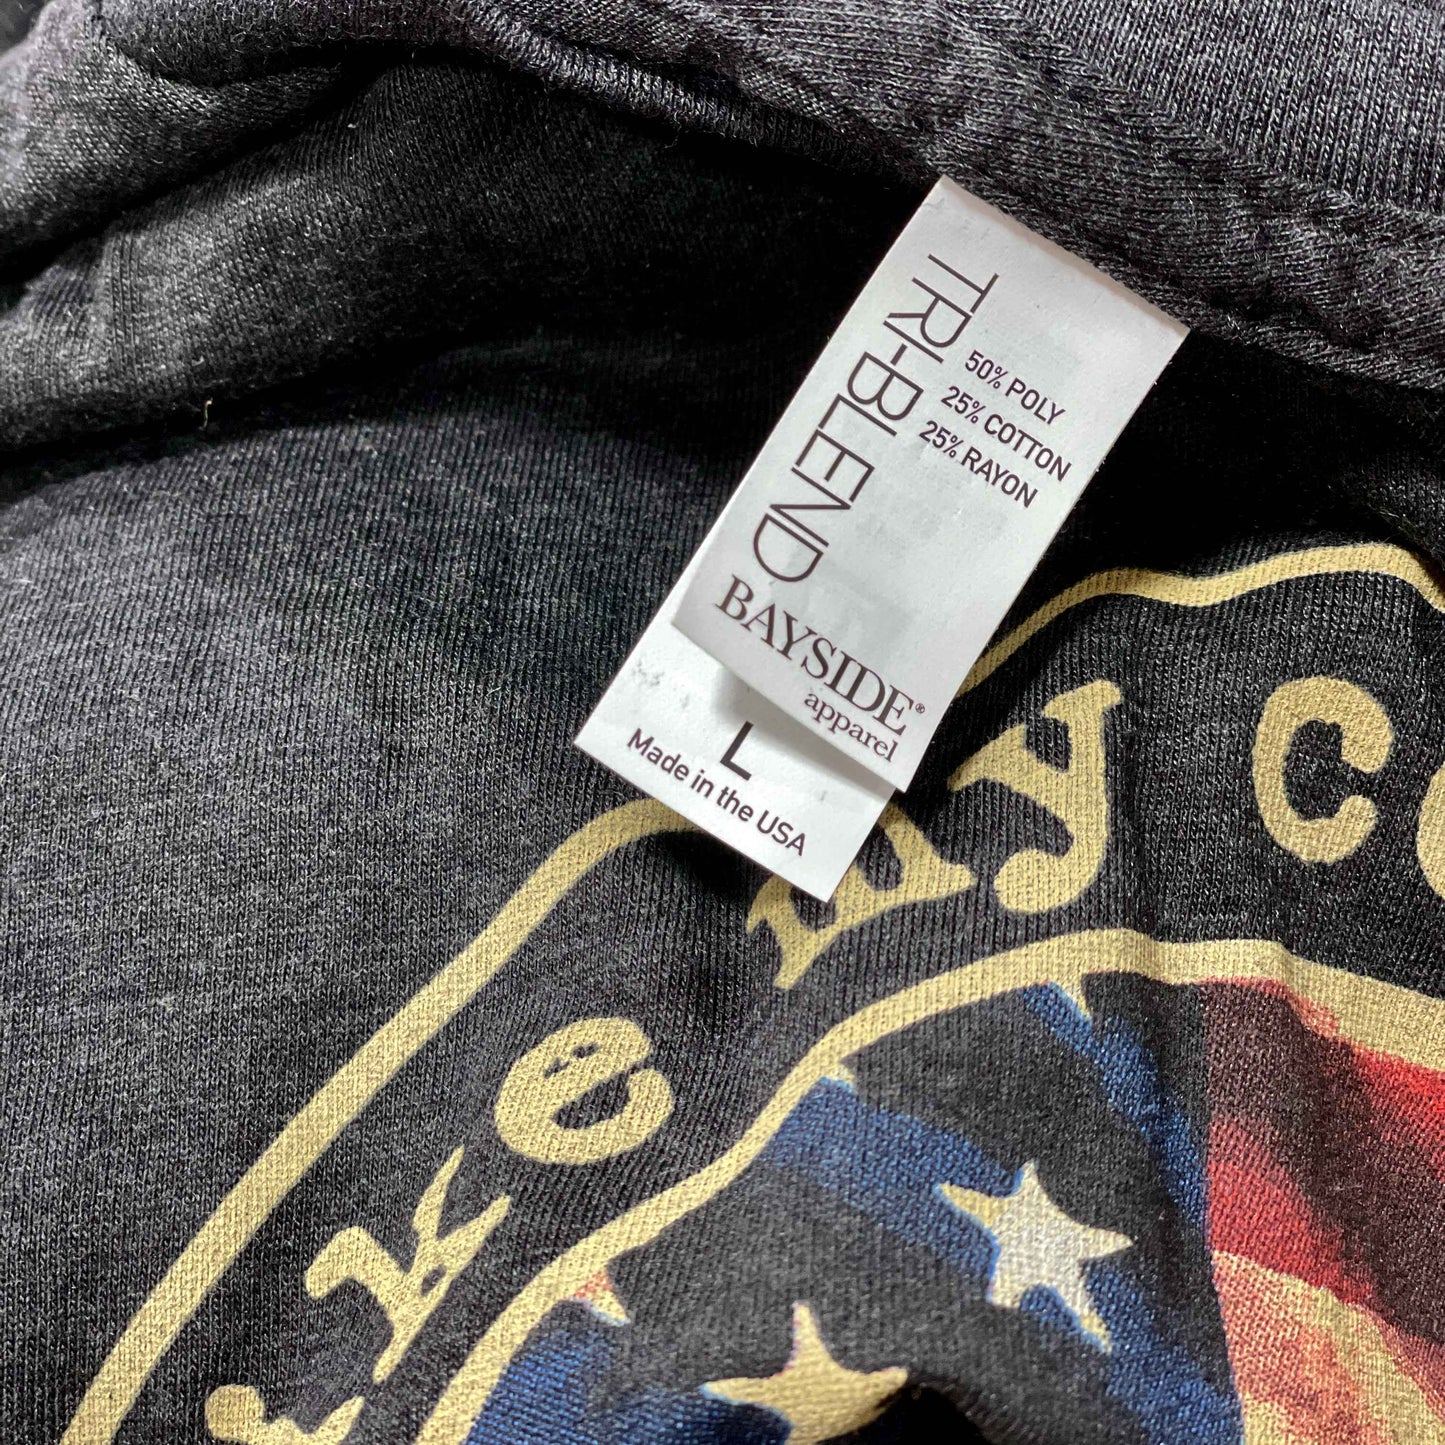 TRI-BLEND
50% POLY
25% COTTON
25% RAYON
BAYSIDE®
apparel
L
Made in the USA